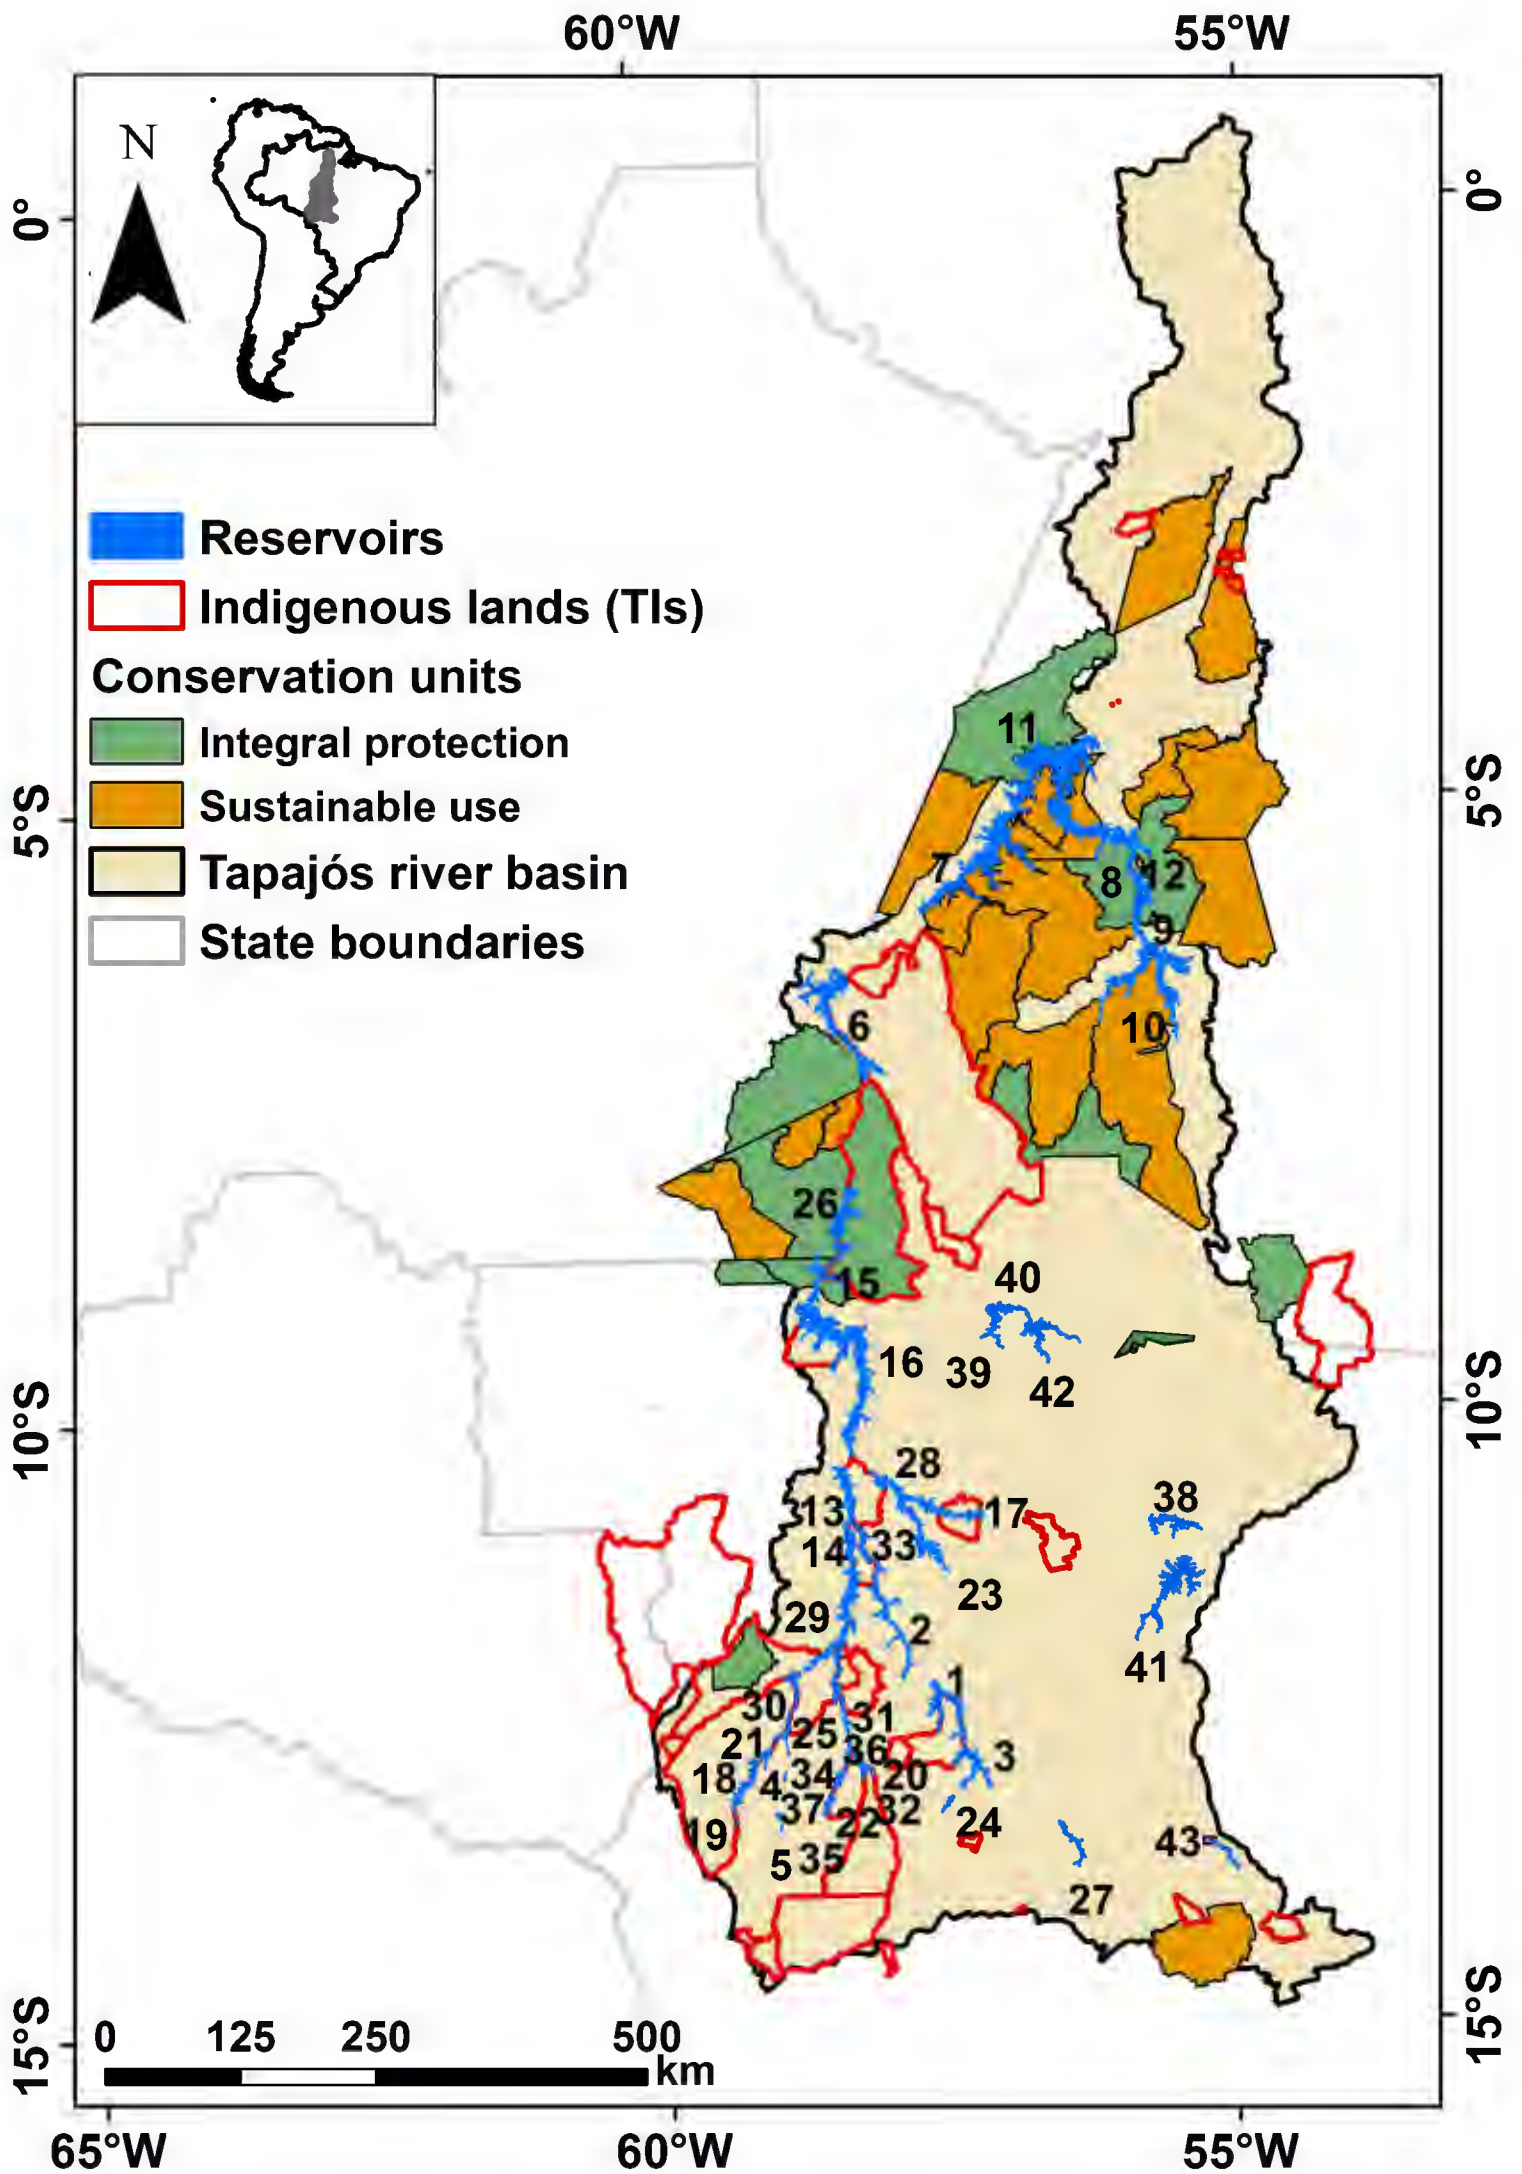 60°W 55°W
N
0° 0°
Reservoirs
Indigenous lands (TIs)
Conservation units
Integral protection
Sustainable use
Tapajós river basin
State boundaries
11
5°S 5°S
7 8 12
9
6 10
26
15 40
16 39 42
10°S 10°S
28
13 17 38
14 33
23
29 2
41
1
30 31
21 25 36 3
18 4 34 20
37 22 32 24
19 43
5 35
27
15°S 15°S
0 125 250 500
km
65°W 60°W 55°W